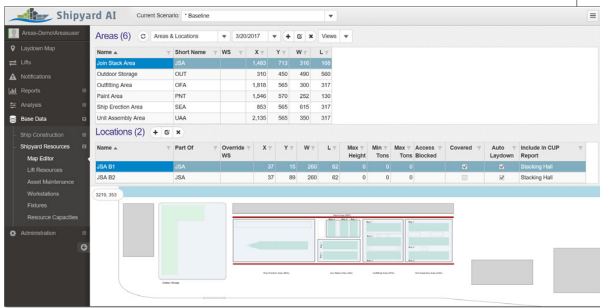 Shipyard AI
Current Scenario: * Baseline
Areas-Demo\Areasuser
Laydown Map
Lifts
Notifications
Reports
Analysis
Base Data
Ship Construction
Shipyard Resources
Map Editor
Lift Resources
Asset Maintenance
Workstations
Fixtures
Resource Capacities
Administration
Areas (6) Areas & Locations 3/20/2017 Views
Name Short Name WS X Y W L
Join Stack Area JSA 1,493 713 316 168
Outdoor Storage OUT 310 450 490 560
Outfitting Area OFA 1,818 565 300 317
Paint Area PNT 1,546 570 252 130
Ship Erection Area SEA 853 565 615 317
Unit Assembly Area UAA 2,135 565 350 317
Locations (2)
Name Part Of Override WS X Y W L Max Height Min Tons Max Tons Access Blocked Covered Auto Laydown Include in CUP Report
JSA B1 JSA 37 16 260 62 0 0 0 Stacking Hall
JSA B2 JSA 37 89 260 62 0 0 0 Stacking Hall
3219, 353